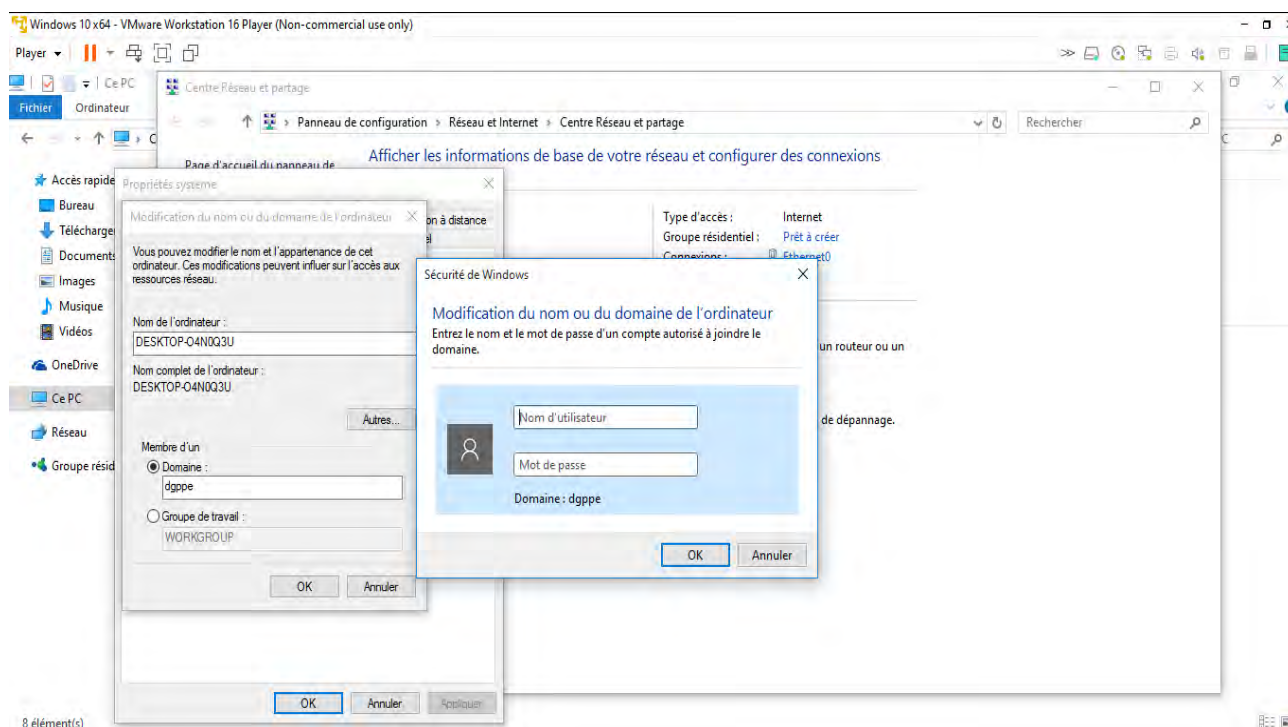 Windows 10 x64 - VMware Workstation 16 Player (Non-commercial use only)
Player
Ce PC
Fichier
Ordinateur
Centre Réseau et partage
Panneau de configuration > Réseau et Internet > Centre Réseau et partage
Rechercher
Page d'accueil du panneau de
Afficher les informations de base de votre réseau et configurer des connexions
Type d'accès : Internet
Groupe résidentiel : Prêt à créer
Connexions : Ethernet0
un routeur ou un
de dépannage.
Accès rapide
Bureau
Télécharge
Documents
Images
Musique
Vidéos
OneDrive
Ce PC
Réseau
Groupe résid
8 élément(s)
Propriétés système
on à distance
OK
Annuler
Appliquer
Modification du nom ou du domaine de l'ordinateur
Vous pouvez modifier le nom et l'appartenance de cet
ordinateur. Ces modifications peuvent influer sur l'accès aux
ressources réseau.
Nom de l'ordinateur :
DESKTOP-O4N0Q3U
Nom complet de l'ordinateur :
DESKTOP-O4N0Q3U
Autres...
Membre d'un
Domaine :
dgppe
Groupe de travail :
WORKGROUP
OK
Annuler
Sécurité de Windows
Modification du nom ou du domaine de l'ordinateur
Entrez le nom et le mot de passe d'un compte autorisé à joindre le
domaine.
Nom d'utilisateur
Mot de passe
Domaine : dgppe
OK
Annuler